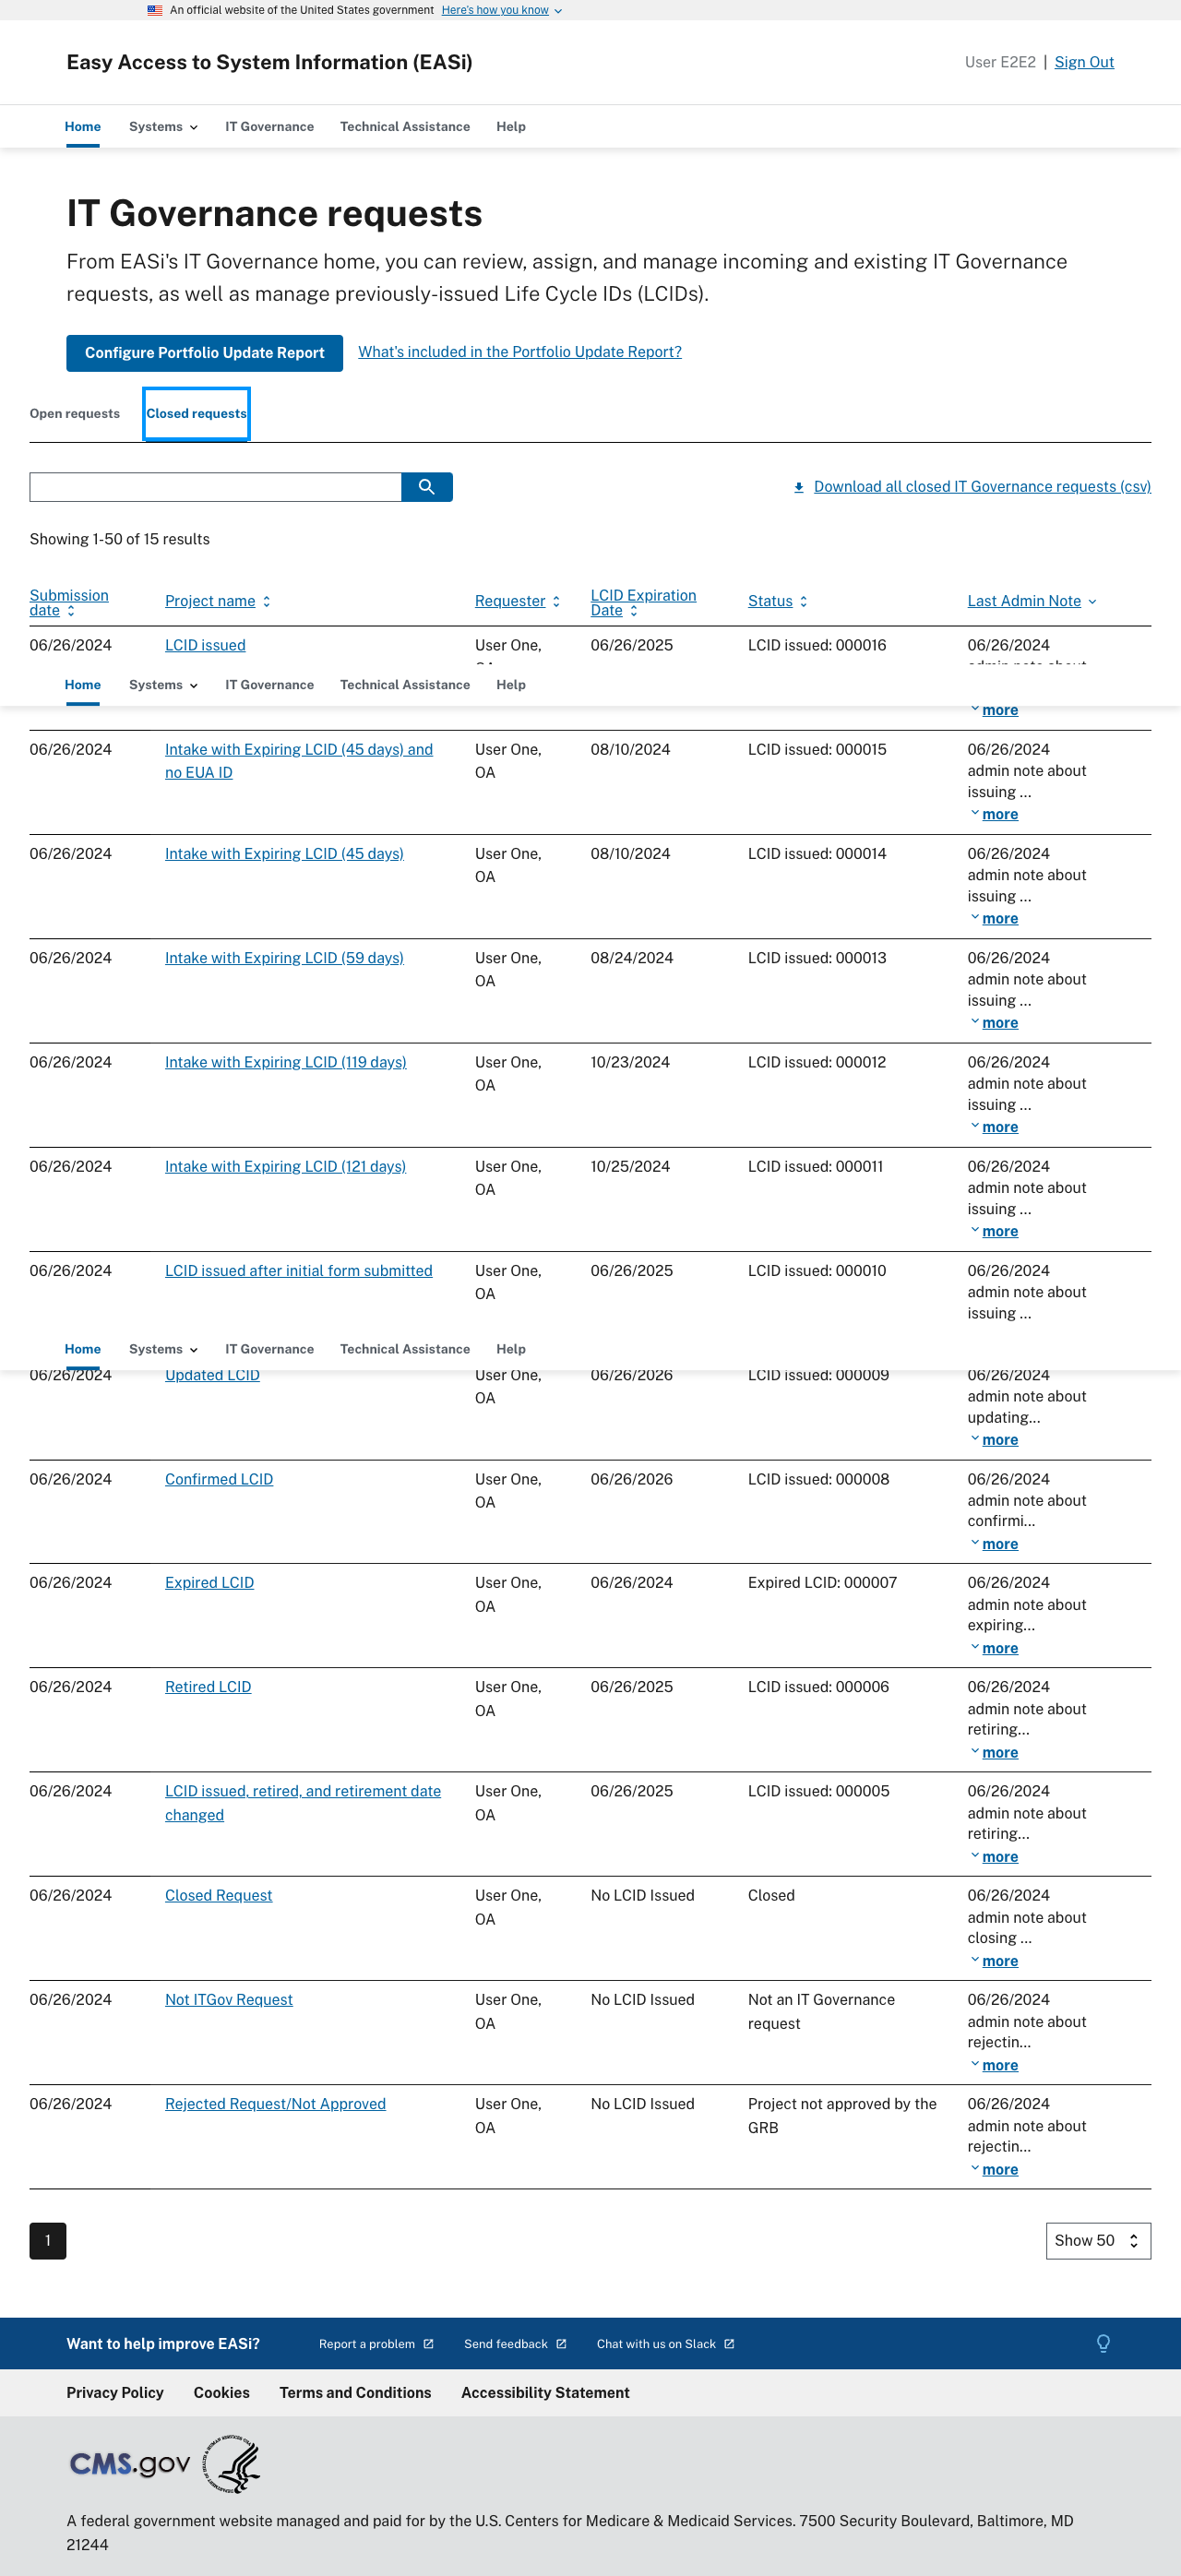 An official website of the United States government Here's how you know
Easy Access to System Information (EASi)
User E2E2 | Sign Out
Home Systems IT Governance Technical Assistance Help
IT Governance requests
From EASi's IT Governance home, you can review, assign, and manage incoming and existing IT Governance
requests, as well as manage previously-issued Life Cycle IDs (LCIDs).
Configure Portfolio Update Report What's included in the Portfolio Update Report?
Open requests Closed requests
Download all closed IT Governance requests (csv)
Showing 1-50 of 15 results
Submission date Project name Requester LCID Expiration Date Status Last Admin Note
06/26/2024 LCID issued User One, 06/26/2025 LCID issued: 000016 06/26/2024
admin note about
Home Systems IT Governance Technical Assistance Help
more
06/26/2024 Intake with Expiring LCID (45 days) and User One, 08/10/2024 LCID issued: 000015 06/26/2024
no EUA ID OA admin note about
issuing ...
more
06/26/2024 Intake with Expiring LCID (45 days) User One, 08/10/2024 LCID issued: 000014 06/26/2024
OA admin note about
issuing ...
more
06/26/2024 Intake with Expiring LCID (59 days) User One, 08/24/2024 LCID issued: 000013 06/26/2024
OA admin note about
issuing ...
more
06/26/2024 Intake with Expiring LCID (119 days) User One, 10/23/2024 LCID issued: 000012 06/26/2024
OA admin note about
issuing ...
more
06/26/2024 Intake with Expiring LCID (121 days) User One, 10/25/2024 LCID issued: 000011 06/26/2024
OA admin note about
issuing ...
more
06/26/2024 LCID issued after initial form submitted User One, 06/26/2025 LCID issued: 000010 06/26/2024
OA admin note about
issuing ...
Home Systems IT Governance Technical Assistance Help
06/26/2024 Updated LCID User One, 06/26/2026 LCID issued: 000009 06/26/2024
OA admin note about
updating...
more
06/26/2024 Confirmed LCID User One, 06/26/2026 LCID issued: 000008 06/26/2024
OA admin note about
confirmi...
more
06/26/2024 Expired LCID User One, 06/26/2024 Expired LCID: 000007 06/26/2024
OA admin note about
expiring...
more
06/26/2024 Retired LCID User One, 06/26/2025 LCID issued: 000006 06/26/2024
OA admin note about
retiring...
more
06/26/2024 LCID issued, retired, and retirement date User One, 06/26/2025 LCID issued: 000005 06/26/2024
changed OA admin note about
retiring...
more
06/26/2024 Closed Request User One, No LCID Issued Closed 06/26/2024
OA admin note about
closing ...
more
06/26/2024 Not ITGov Request User One, No LCID Issued Not an IT Governance 06/26/2024
OA request admin note about
rejectin...
more
06/26/2024 Rejected Request/Not Approved User One, No LCID Issued Project not approved by the 06/26/2024
OA GRB admin note about
rejectin...
more
1 Show 50
Want to help improve EASi? Report a problem Send feedback Chat with us on Slack
Privacy Policy Cookies Terms and Conditions Accessibility Statement
CMS.gov
A federal government website managed and paid for by the U.S. Centers for Medicare & Medicaid Services. 7500 Security Boulevard, Baltimore, MD
21244